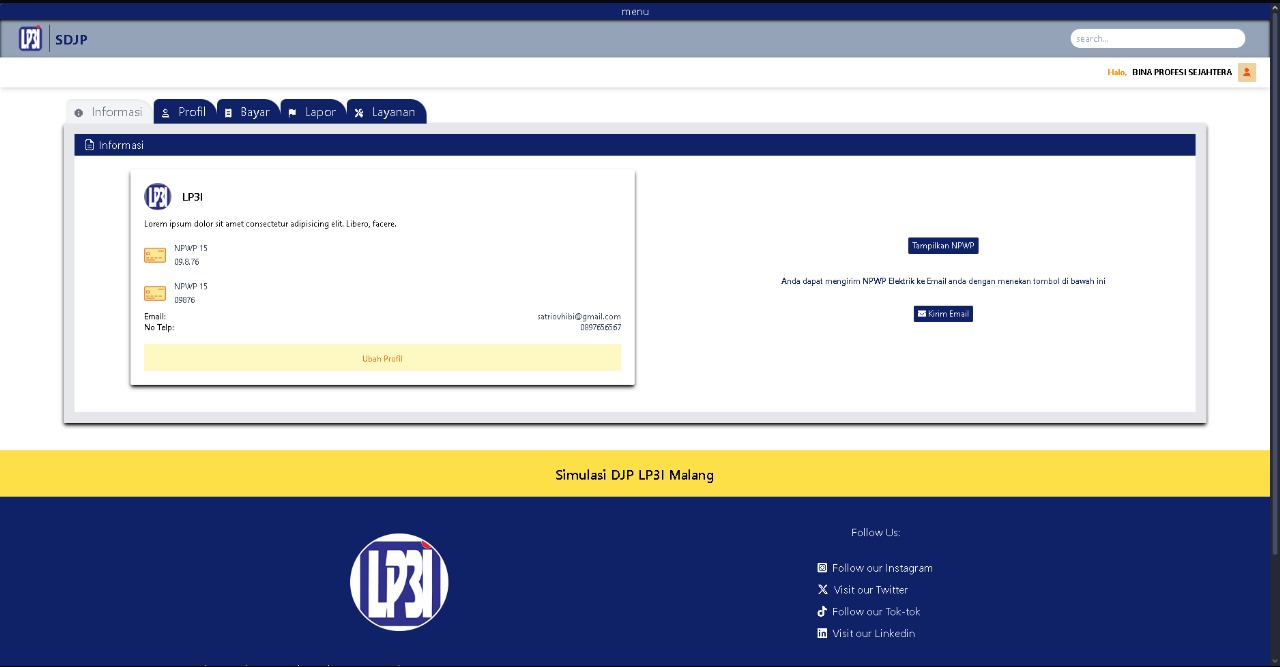 menu
LP3I
SDJP
search...
Halo, BINA PROFESI SEJAHTERA
Informasi
Profil
Bayar
Lapor
Layanan
Informasi
LP3I
LP3I
Lorem ipsum dolor sit amet consectetur adipisicing elit. Libero, facere.
NPWP 15
09.8.76
NPWP 15
09876
Email: satriovhibi@gmail.com
No Telp: 0897656567
Ubah Profil
Tampilkan NPWP
Anda dapat mengirim NPWP Elektrik ke Email anda dengan menekan tombol di bawah ini
Kirim Email
Simulasi DJP LP3I Malang
LP3I
Follow Us:
Follow our Instagram
Visit our Twitter
Follow our Tok-tok
Visit our Linkedin